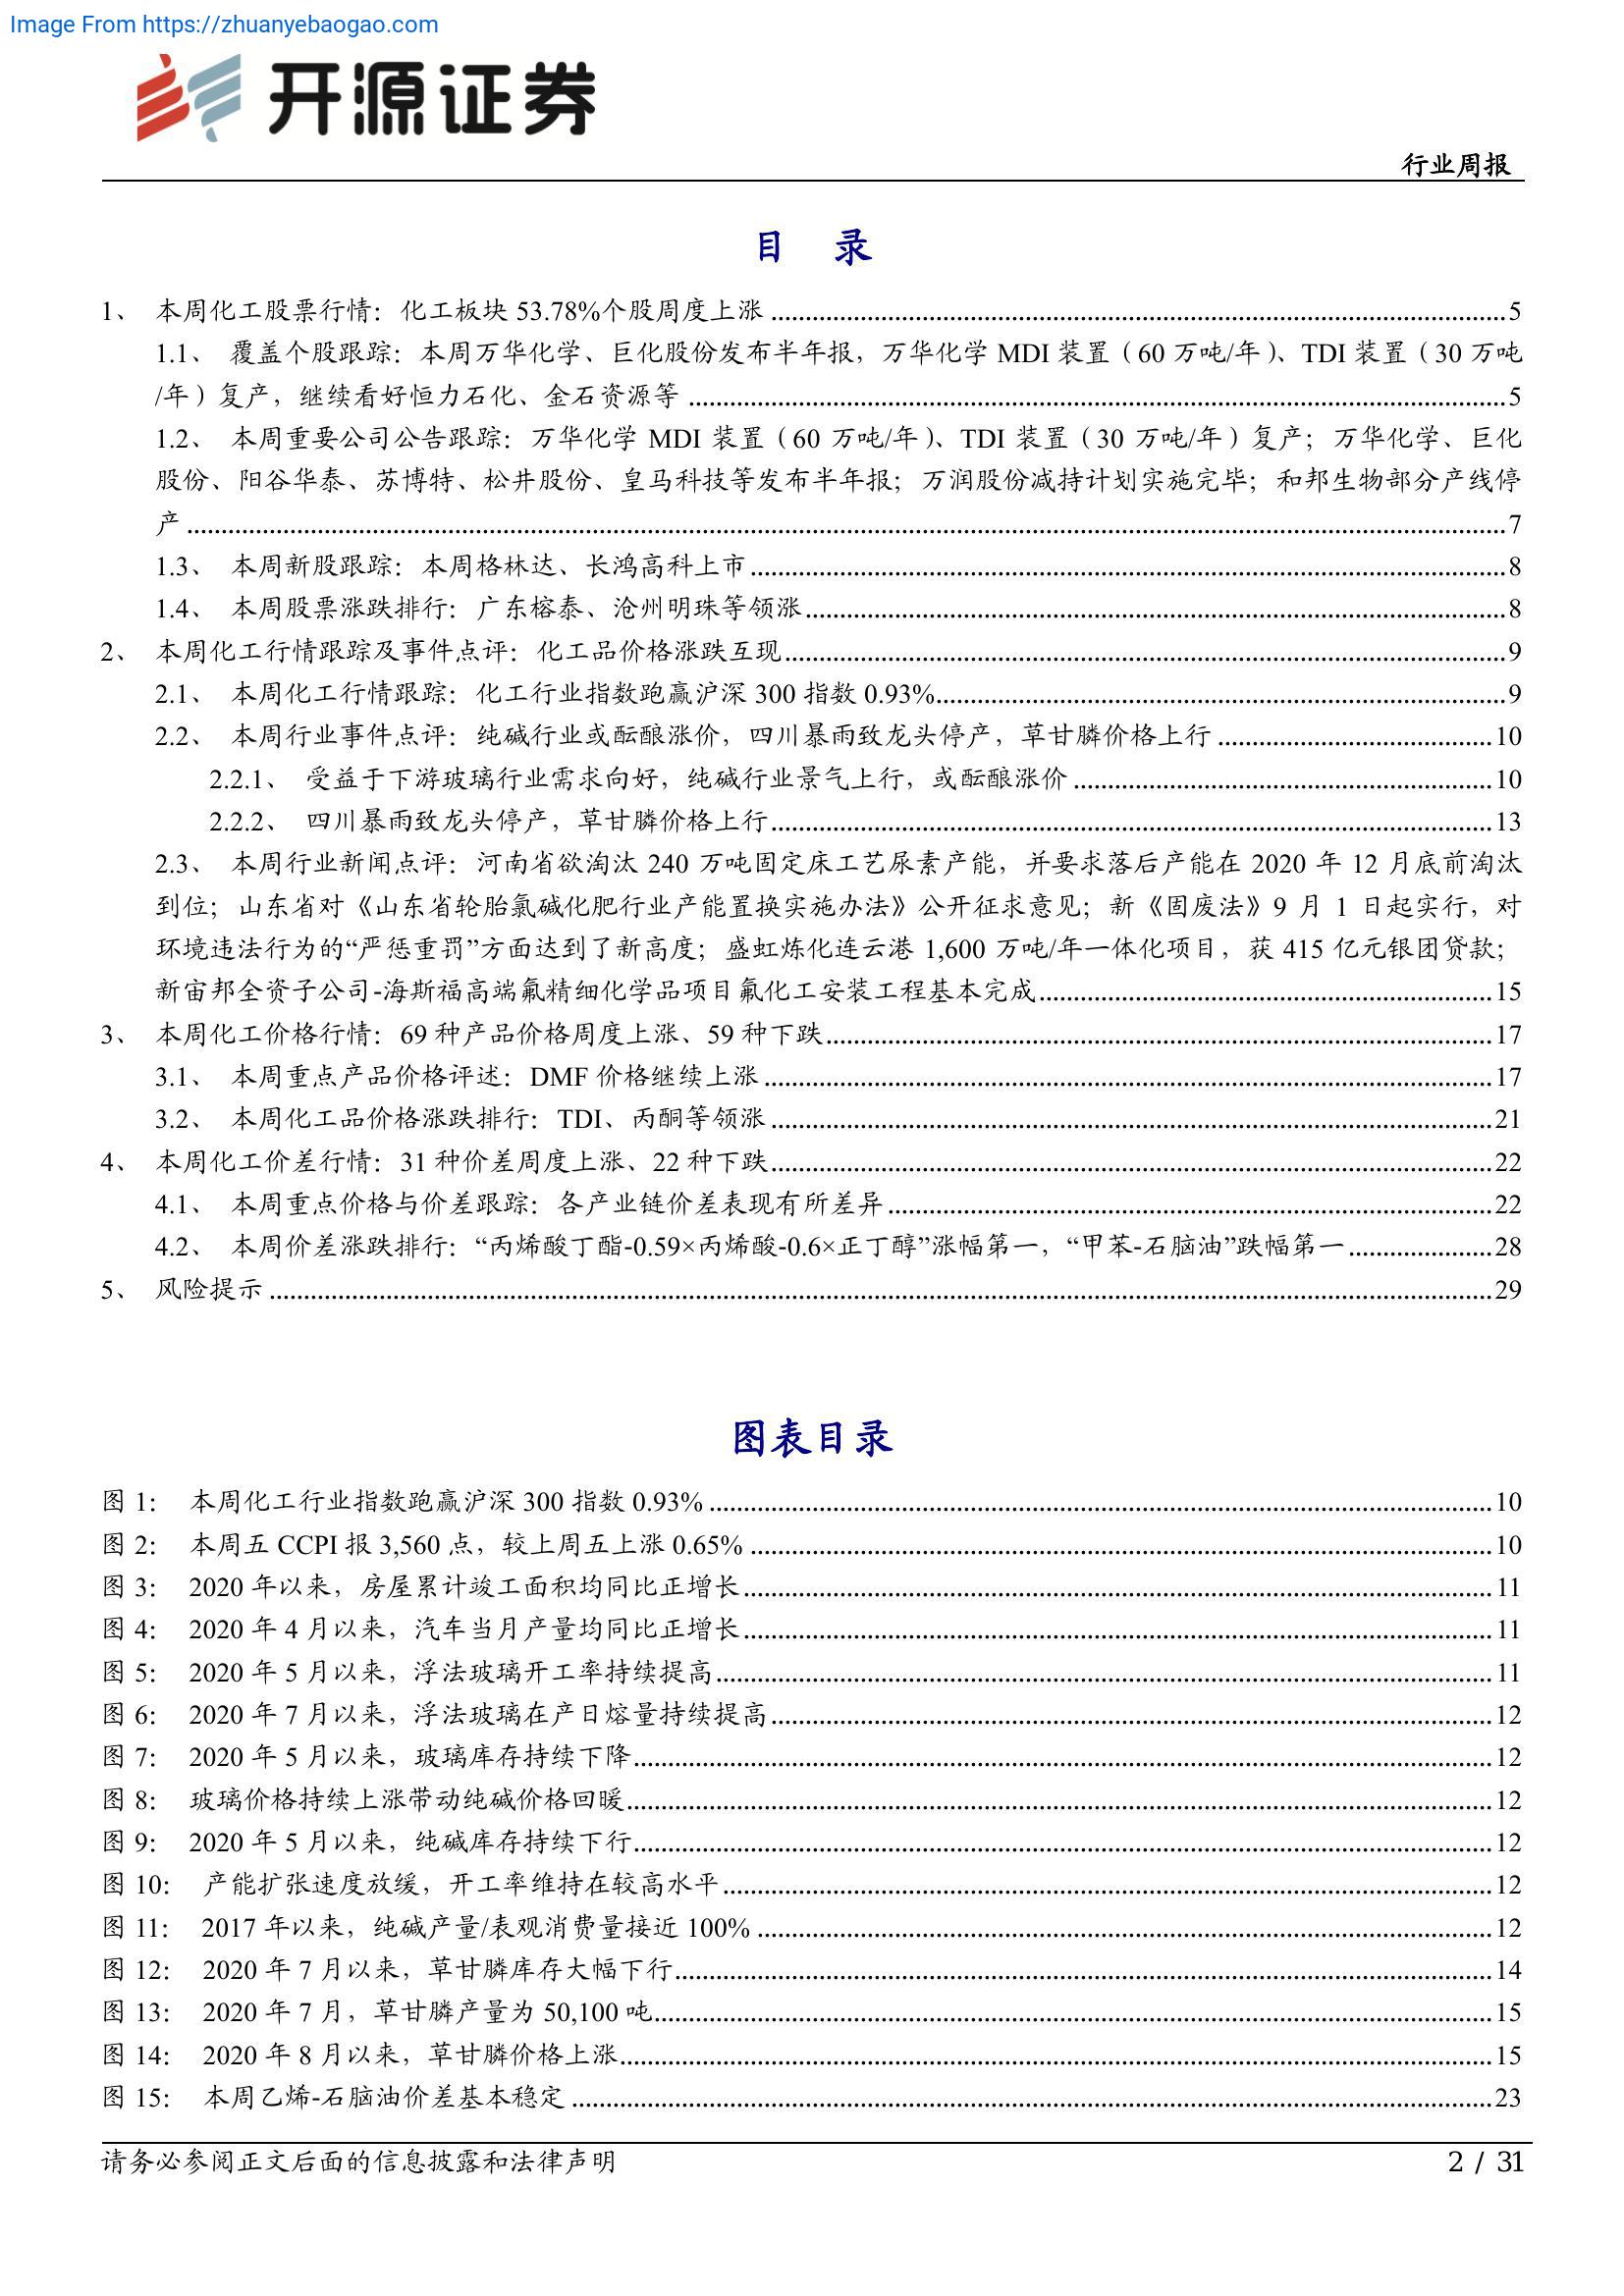 Image From https://zhuanyebaogao.com
开源证券
行业周报
目 录
1、 本周化工股票行情：化工板块 53.78%个股周度上涨 5
1.1、 覆盖个股跟踪：本周万华化学、巨化股份发布半年报，万华化学 MDI 装置（60 万吨/年）、TDI 装置（30 万吨
/年）复产，继续看好恒力石化、金石资源等 5
1.2、 本周重要公司公告跟踪：万华化学 MDI 装置（60 万吨/年）、TDI 装置（30 万吨/年）复产；万华化学、巨化
股份、阳谷华泰、苏博特、松井股份、皇马科技等发布半年报；万润股份减持计划实施完毕；和邦生物部分产线停
产 7
1.3、 本周新股跟踪：本周格林达、长鸿高科上市 8
1.4、 本周股票涨跌排行：广东榕泰、沧州明珠等领涨 8
2、 本周化工行情跟踪及事件点评：化工品价格涨跌互现 9
2.1、 本周化工行情跟踪：化工行业指数跑赢沪深 300 指数 0.93% 9
2.2、 本周行业事件点评：纯碱行业或酝酿涨价，四川暴雨致龙头停产，草甘膦价格上行 10
2.2.1、 受益于下游玻璃行业需求向好，纯碱行业景气上行，或酝酿涨价 10
2.2.2、 四川暴雨致龙头停产，草甘膦价格上行 13
2.3、 本周行业新闻点评：河南省欲淘汰 240 万吨固定床工艺尿素产能，并要求落后产能在 2020 年 12 月底前淘汰
到位；山东省对《山东省轮胎氯碱化肥行业产能置换实施办法》公开征求意见；新《固废法》9 月 1 日起实行，对
环境违法行为的“严惩重罚”方面达到了新高度；盛虹炼化连云港 1,600 万吨/年一体化项目，获 415 亿元银团贷款；
新宙邦全资子公司-海斯福高端氟精细化学品项目氟化工安装工程基本完成 15
3、 本周化工价格行情：69 种产品价格周度上涨、59 种下跌 17
3.1、 本周重点产品价格评述：DMF 价格继续上涨 17
3.2、 本周化工品价格涨跌排行：TDI、丙酮等领涨 21
4、 本周化工价差行情：31 种价差周度上涨、22 种下跌 22
4.1、 本周重点价格与价差跟踪：各产业链价差表现有所差异 22
4.2、 本周价差涨跌排行：“丙烯酸丁酯-0.59×丙烯酸-0.6×正丁醇”涨幅第一，“甲苯-石脑油”跌幅第一 28
5、 风险提示 29
图表目录
图 1： 本周化工行业指数跑赢沪深 300 指数 0.93% 10
图 2： 本周五 CCPI 报 3,560 点，较上周五上涨 0.65% 10
图 3： 2020 年以来，房屋累计竣工面积均同比正增长 11
图 4： 2020 年 4 月以来，汽车当月产量均同比正增长 11
图 5： 2020 年 5 月以来，浮法玻璃开工率持续提高 11
图 6： 2020 年 7 月以来，浮法玻璃在产日熔量持续提高 12
图 7： 2020 年 5 月以来，玻璃库存持续下降 12
图 8： 玻璃价格持续上涨带动纯碱价格回暖 12
图 9： 2020 年 5 月以来，纯碱库存持续下行 12
图 10： 产能扩张速度放缓，开工率维持在较高水平 12
图 11： 2017 年以来，纯碱产量/表观消费量接近 100% 12
图 12： 2020 年 7 月以来，草甘膦库存大幅下行 14
图 13： 2020 年 7 月，草甘膦产量为 50,100 吨 15
图 14： 2020 年 8 月以来，草甘膦价格上涨 15
图 15： 本周乙烯-石脑油价差基本稳定 23
请务必参阅正文后面的信息披露和法律声明 2 / 31